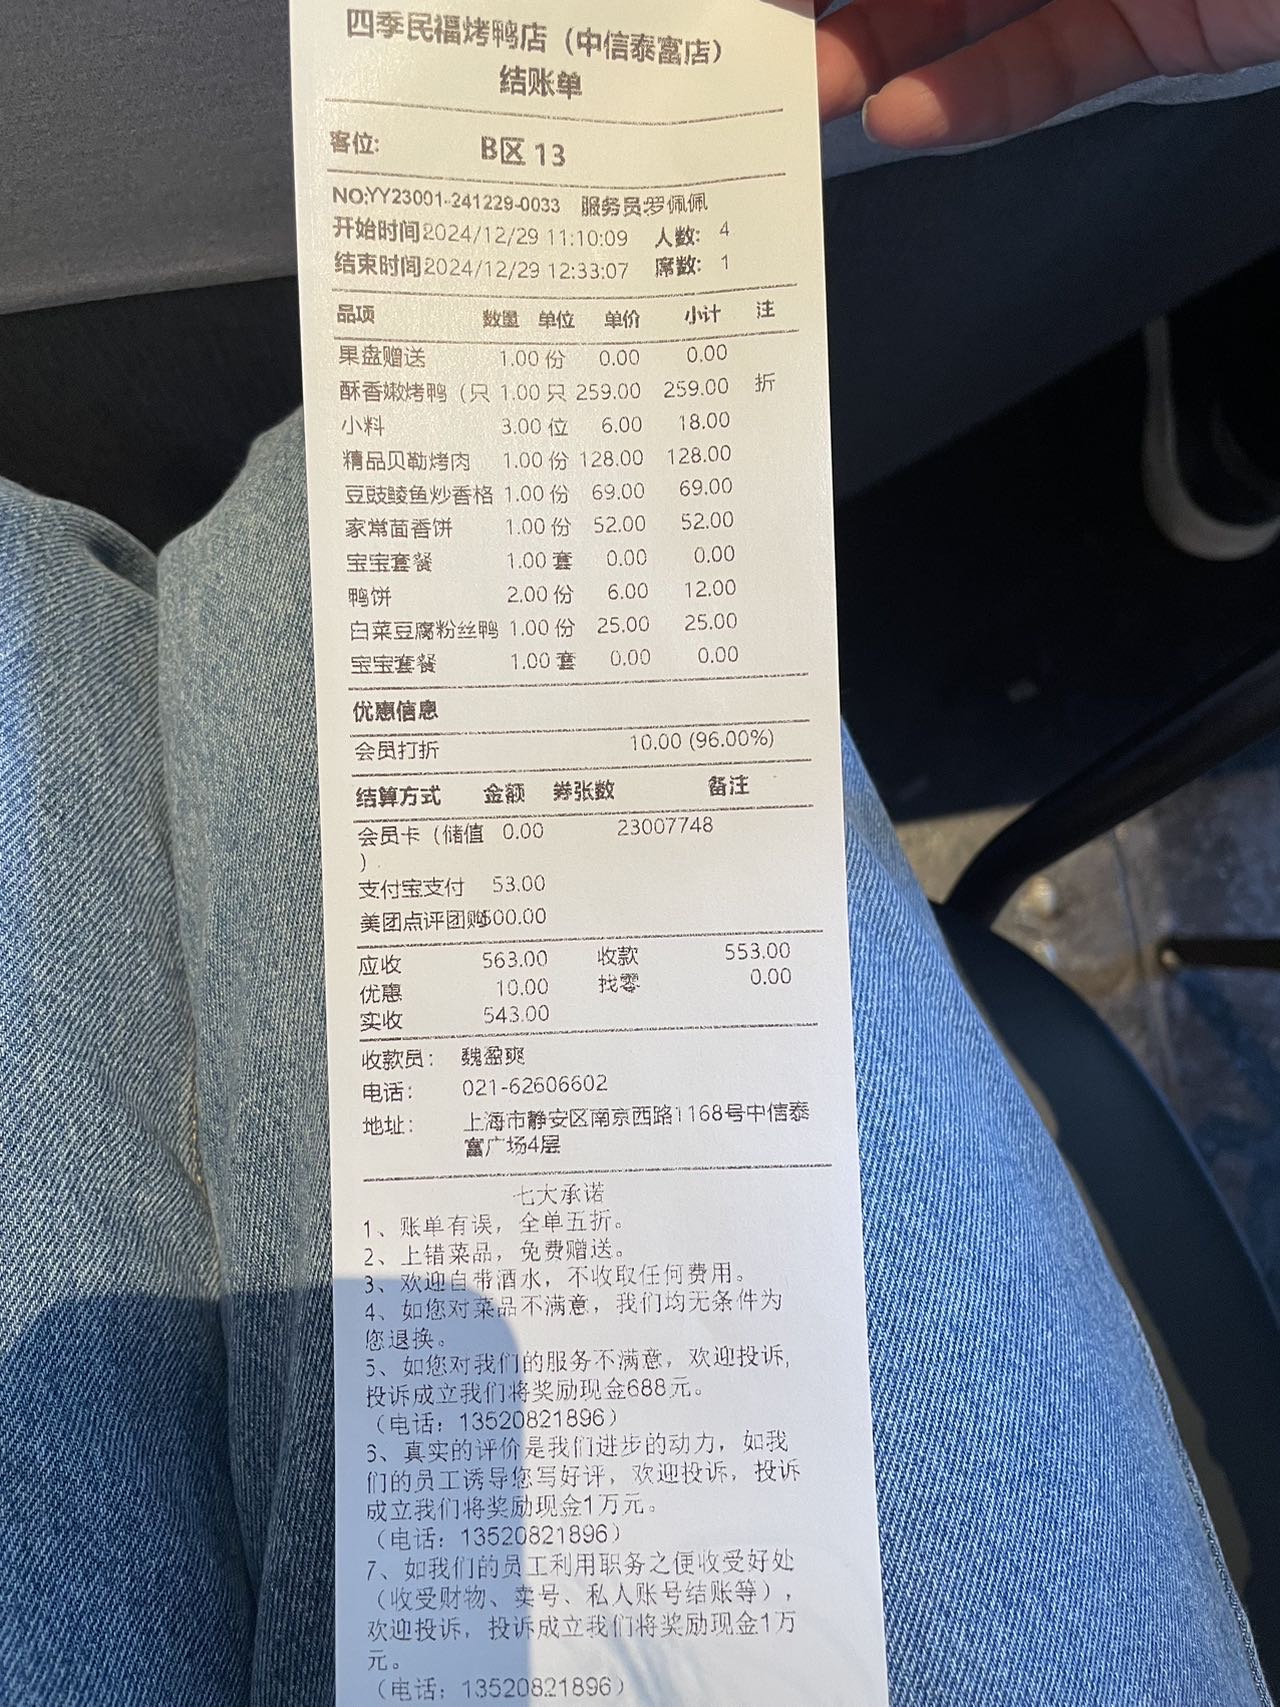 四季民福烤鸭店（中信泰富店）
结账单
客位: B区 13
NO:YY23001-241229-0033 服务员:罗佩佩
开始时间2024/12/29 11:10:09 人数: 4
结束时间2024/12/29 12:33:07 席数: 1
品项 数量 单位 单价 小计 注
果盘赠送 1.00 份 0.00 0.00
酥香嫩烤鸭（只 1.00 只 259.00 259.00 折
小料 3.00 位 6.00 18.00
精品贝勒烤肉 1.00 份 128.00 128.00
豆豉鲮鱼炒香格 1.00 份 69.00 69.00
家常茴香饼 1.00 份 52.00 52.00
宝宝套餐 1.00 套 0.00 0.00
鸭饼 2.00 份 6.00 12.00
白菜豆腐粉丝鸭 1.00 份 25.00 25.00
宝宝套餐 1.00 套 0.00 0.00
优惠信息
会员打折 10.00 (96.00%)
结算方式 金额 券张数 备注
会员卡（储值 0.00 23007748
）
支付宝支付 53.00
美团点评团购500.00
应收 563.00 收款 553.00
优惠 10.00 找零 0.00
实收 543.00
收款员: 魏盈爽
电话: 021-62606602
地址: 上海市静安区南京西路1168号中信泰
富广场4层
七大承诺
1、账单有误，全单五折。
2、上错菜品，免费赠送。
3、欢迎自带酒水，不收取任何费用。
4、如您对菜品不满意，我们均无条件为
您退换。
5、如您对我们的服务不满意，欢迎投诉,
投诉成立我们将奖励现金688元。
（电话：13520821896）
6、真实的评价是我们进步的动力，如我
们的员工诱导您写好评，欢迎投诉，投诉
成立我们将奖励现金1万元。
（电话：13520821896）
7、如我们的员工利用职务之便收受好处
（收受财物、卖号、私人账号结账等），
欢迎投诉，投诉成立我们将奖励现金1万
元。
（电话：13520821896）